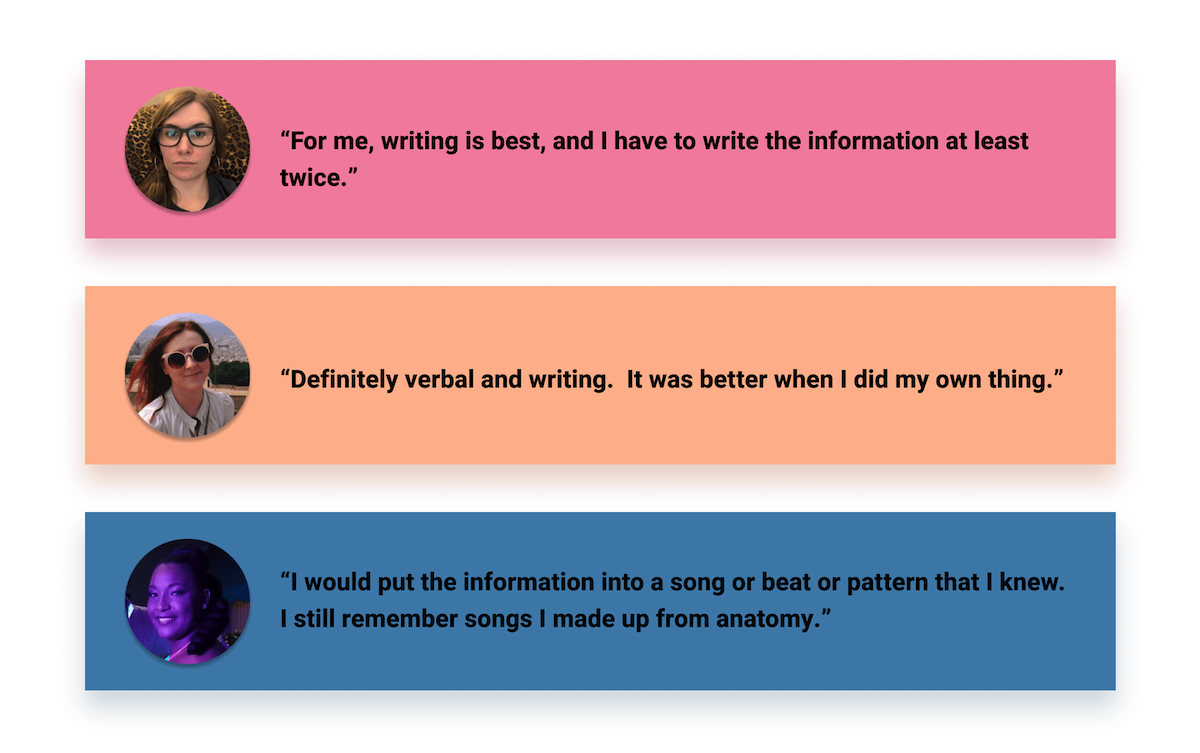 “For me, writing is best, and I have to write the information at least
twice.”
“Definitely verbal and writing.  It was better when I did my own thing.”
“I would put the information into a song or beat or pattern that I knew.
I still remember songs I made up from anatomy.”